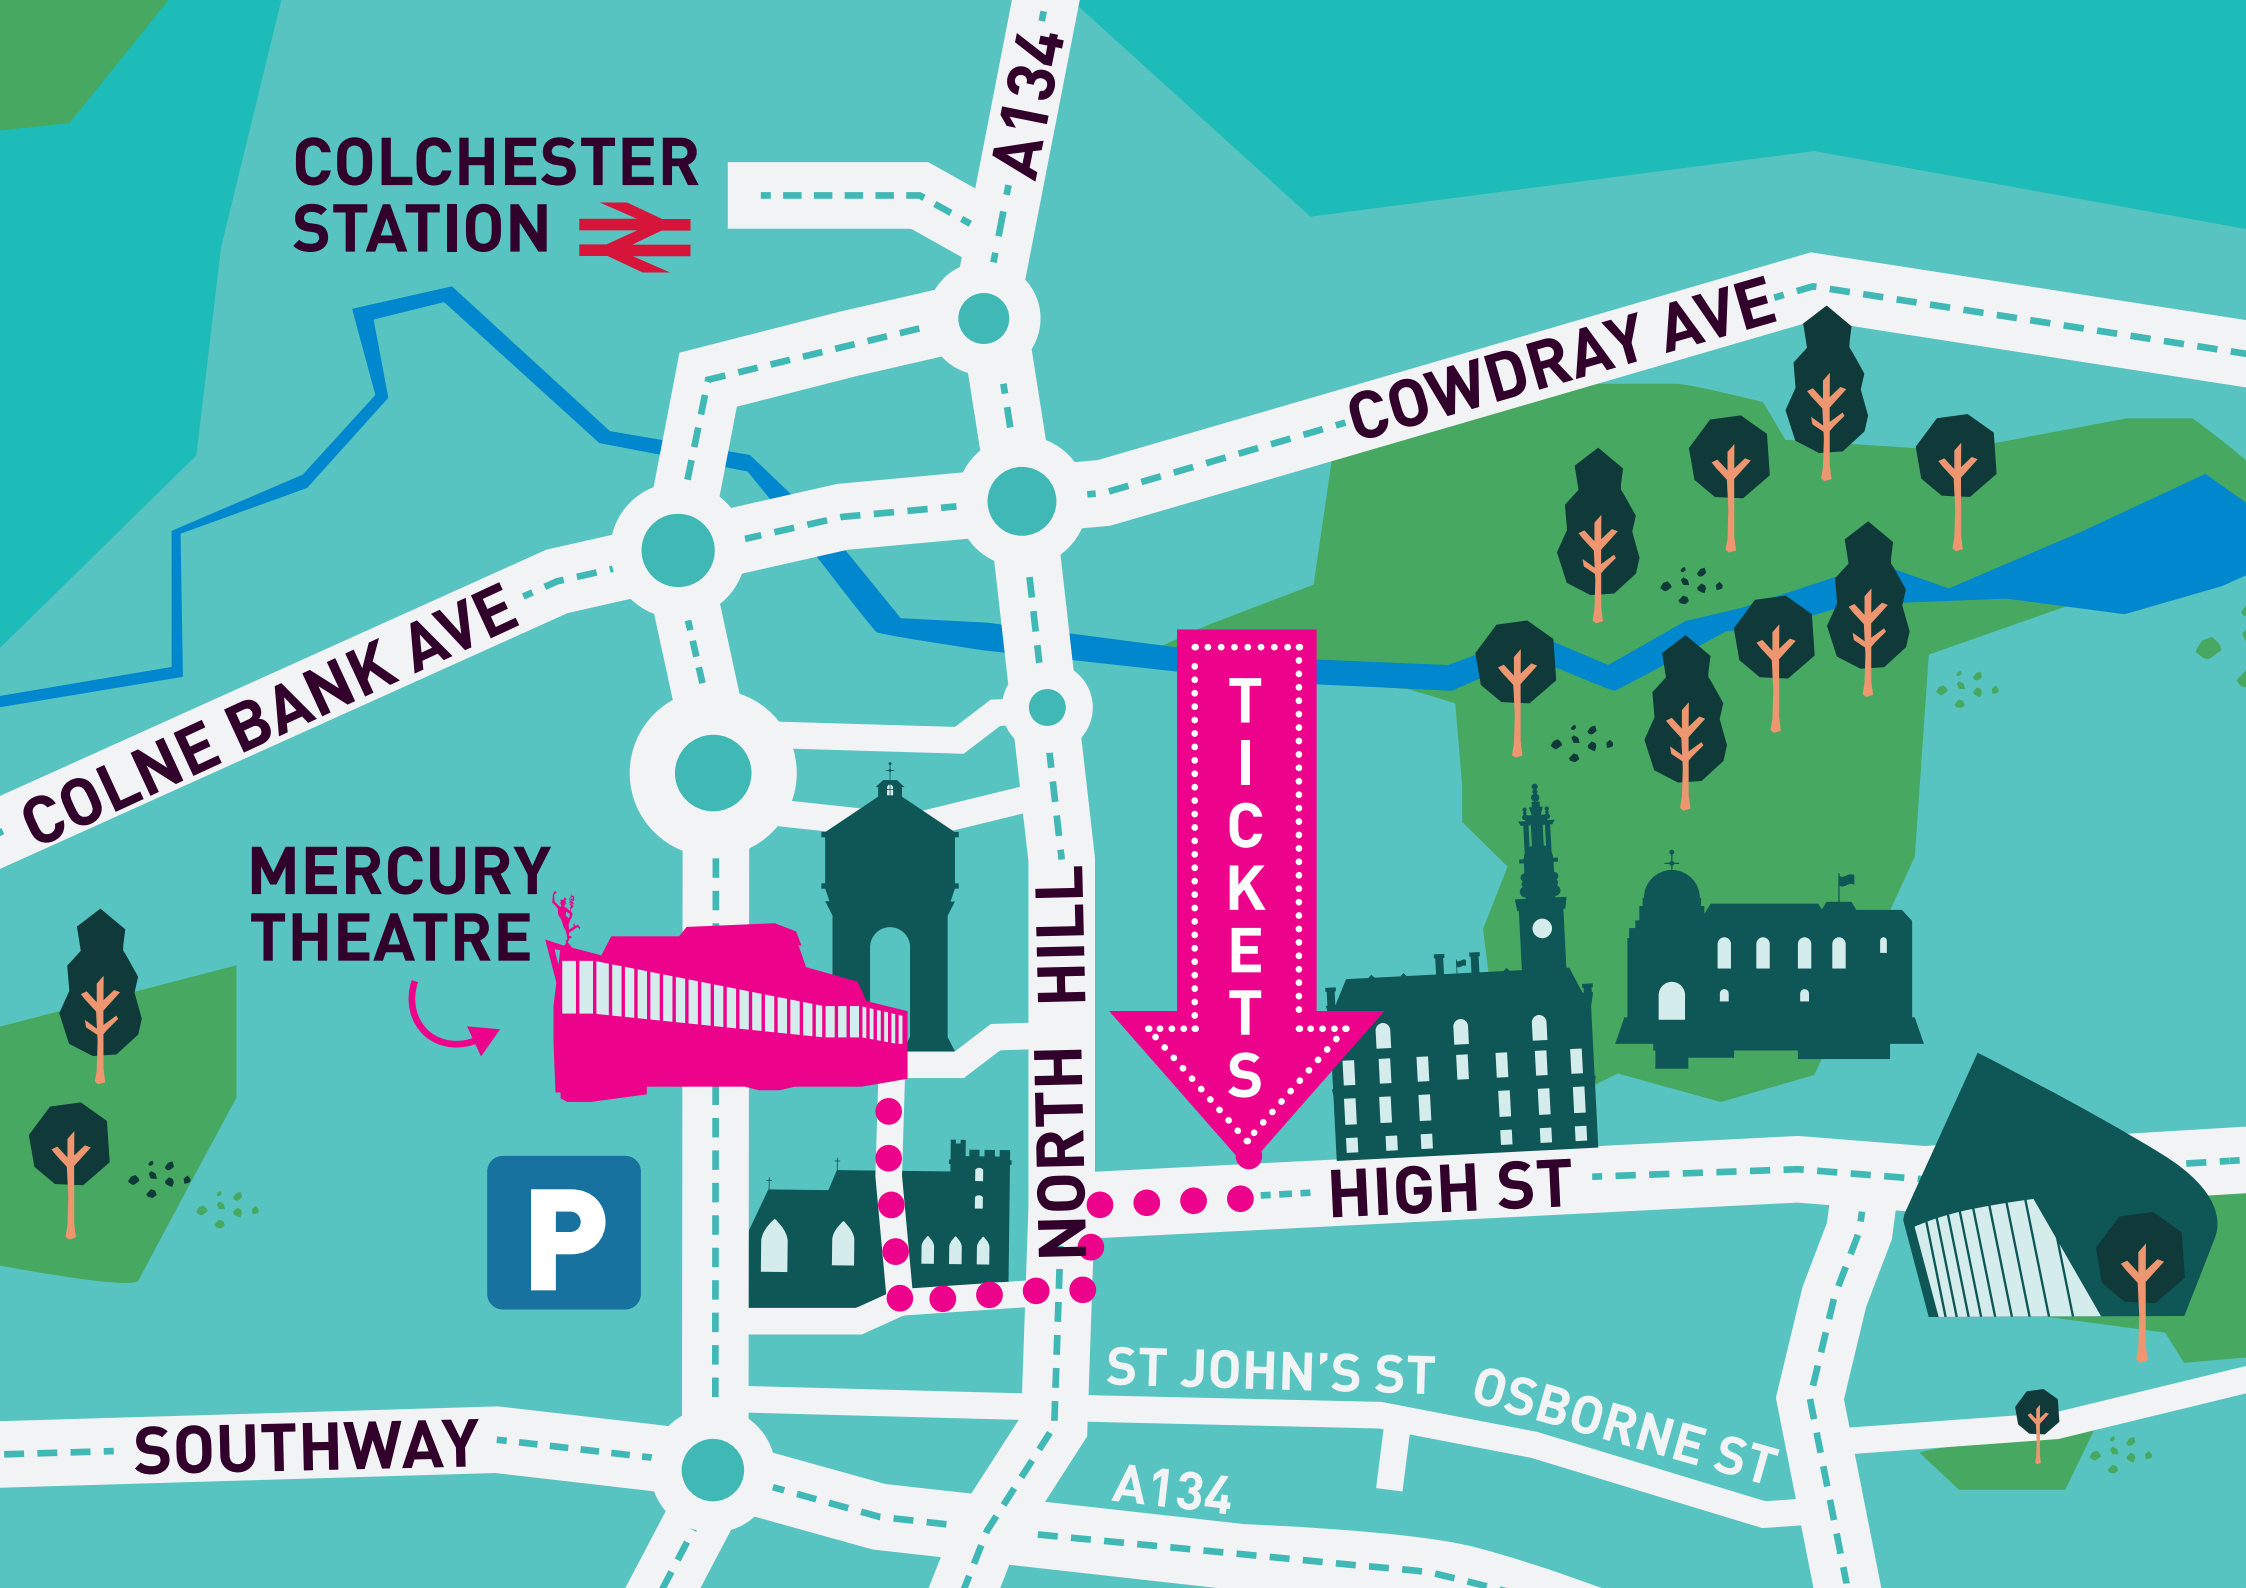 A134
COLCHESTER
STATION
COWDRAY AVE
COLNE BANK AVE
TICKETS
MERCURY
THEATRE
NORTH HILL
HIGH ST
P
ST JOHN'S ST
OSBORNE ST
SOUTHWAY
A134